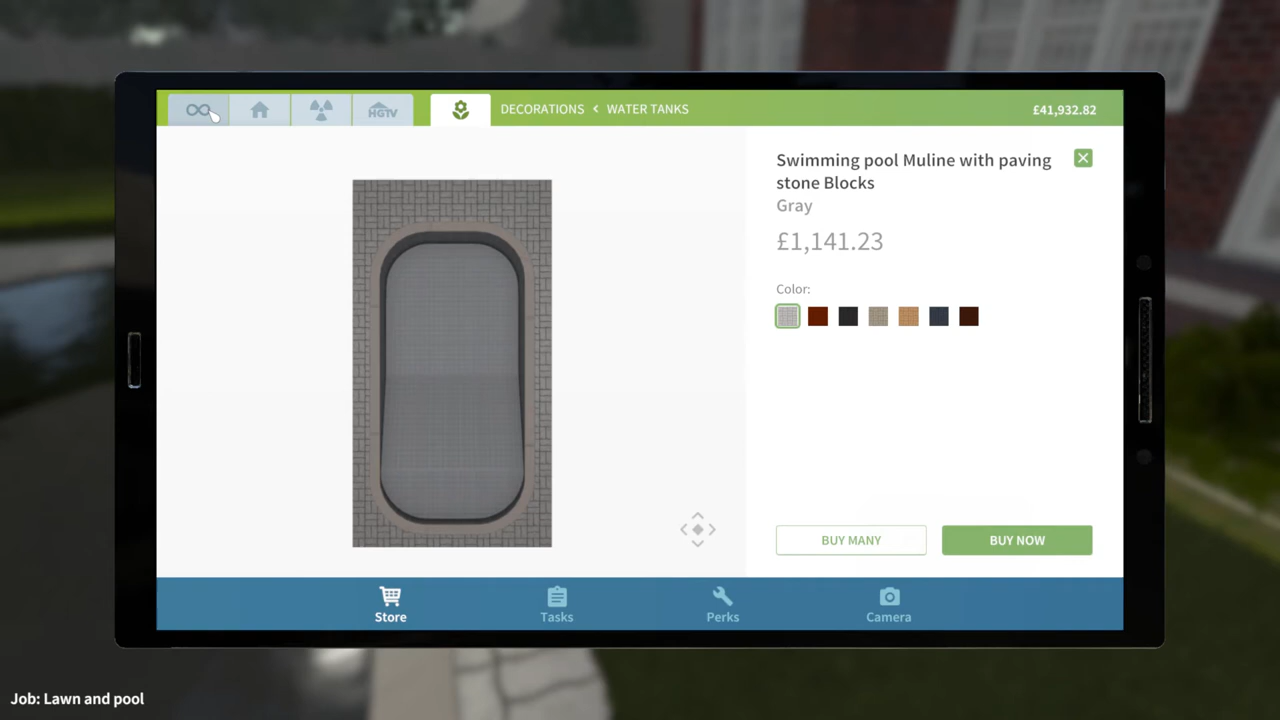 HGTV
DECORATIONS < WATER TANKS
£41,932.82
Swimming pool Muline with paving
stone Blocks
Gray
£1,141.23
Color:
BUY MANY
BUY NOW
Store
Tasks
Perks
Camera
Job: Lawn and pool